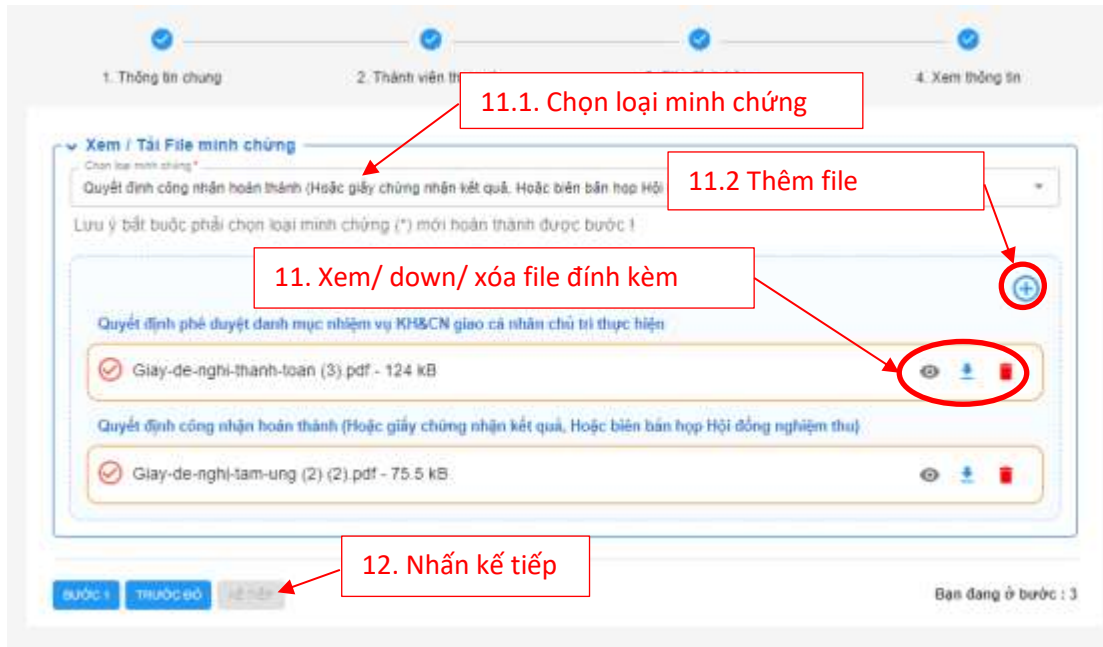 1. Thông tin chung
2. Thành viên
4. Xem thông tin
11.1. Chọn loại minh chứng
Xem / Tải File minh chứng
Chọn loại minh chứng *
Quyết định công nhận hoàn thành (Hoặc giấy chứng nhận kết quả, Hoặc biên bản họp Hội
11.2 Thêm file
Lưu ý bắt buộc phải chọn loại minh chứng (*) mới hoàn thành được bước !
11. Xem/ down/ xóa file đính kèm
Quyết định phê duyệt danh mục nhiệm vụ KH&CN giao cá nhân chủ trì thực hiện
Giay-de-nghi-thanh-toan (3).pdf - 124 kB
Quyết định công nhận hoàn thành (Hoặc giấy chứng nhận kết quả, Hoặc biên bản họp Hội đồng nghiệm thu)
Giay-de-nghi-tam-ung (2) (2).pdf - 75.5 kB
12. Nhấn kế tiếp
BƯỚC 1
TRƯỚC ĐÓ
KẾ TIẾP
Bạn đang ở bước : 3